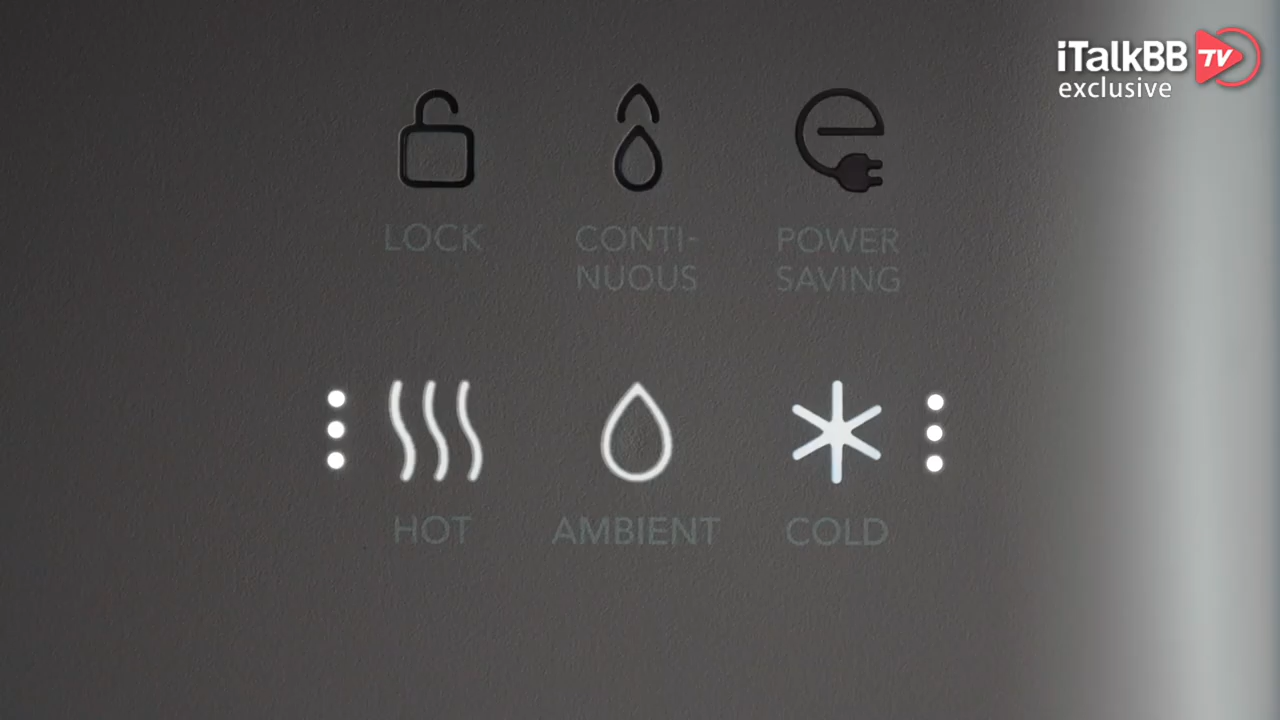 iTalkBB TV
exclusive
LOCK
CONTI-
NUOUS
POWER
SAVING
HOT
AMBIENT
COLD